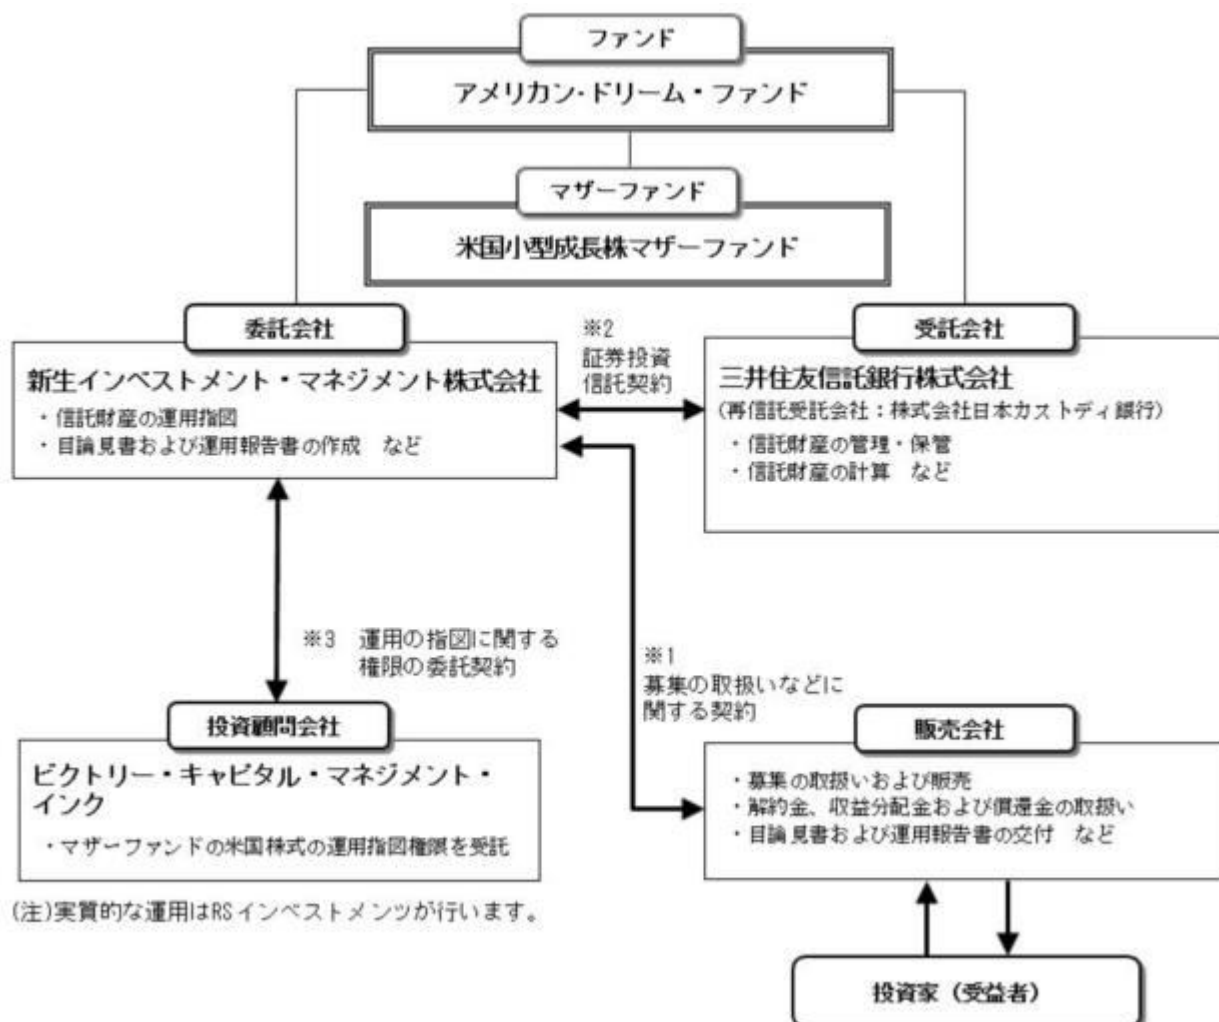 ファンド
アメリカン・ドリーム・ファンド
マザーファンド
米国小型成長株マザーファンド
委託会社
新生インベストメント・マネジメント株式会社
・信託財産の運用指図
・目論見書および運用報告書の作成 など
※2
証券投資
信託契約
受託会社
三井住友信託銀行株式会社
(再信託受託会社：株式会社日本カストディ銀行)
・信託財産の管理・保管
・信託財産の計算 など
※3 運用の指図に関する
権限の委託契約
※1
募集の取扱いなどに
関する契約
投資顧問会社
ビクトリー・キャピタル・マネジメント・
インク
・マザーファンドの米国株式の運用指図権限を受託
(注)実質的な運用はRSインベストメンツが行います。
販売会社
・募集の取扱いおよび販売
・解約金、収益分配金および償還金の取扱い
・目論見書および運用報告書の交付 など
投資家（受益者）